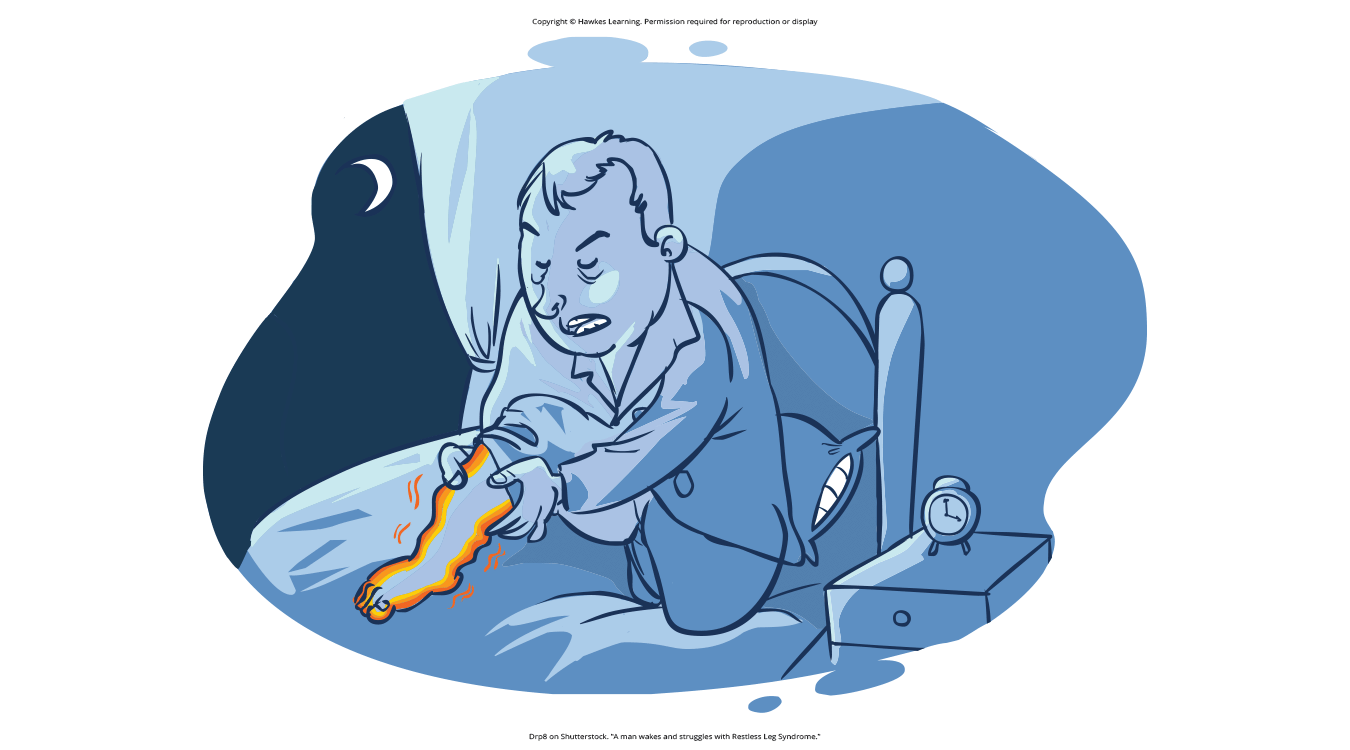 Copyright © Hawkes Learning. Permission required for reproduction or display
Drp8 on Shutterstock. "A man wakes and struggles with Restless Leg Syndrome."